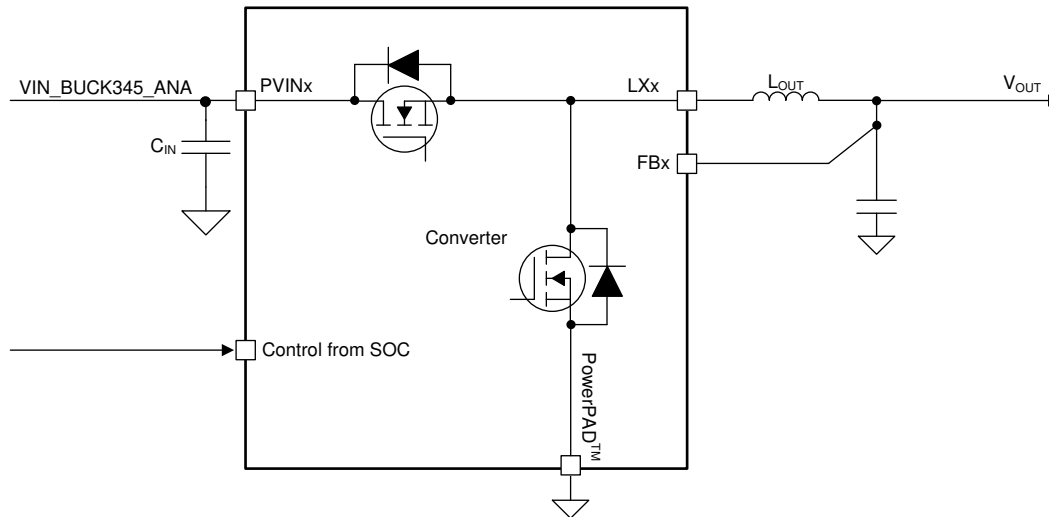 VIN_BUCK345_ANA
PVINx
LXx
LOUT
VOUT
CIN
FBx
Converter
Control from SOC
PowerPAD™